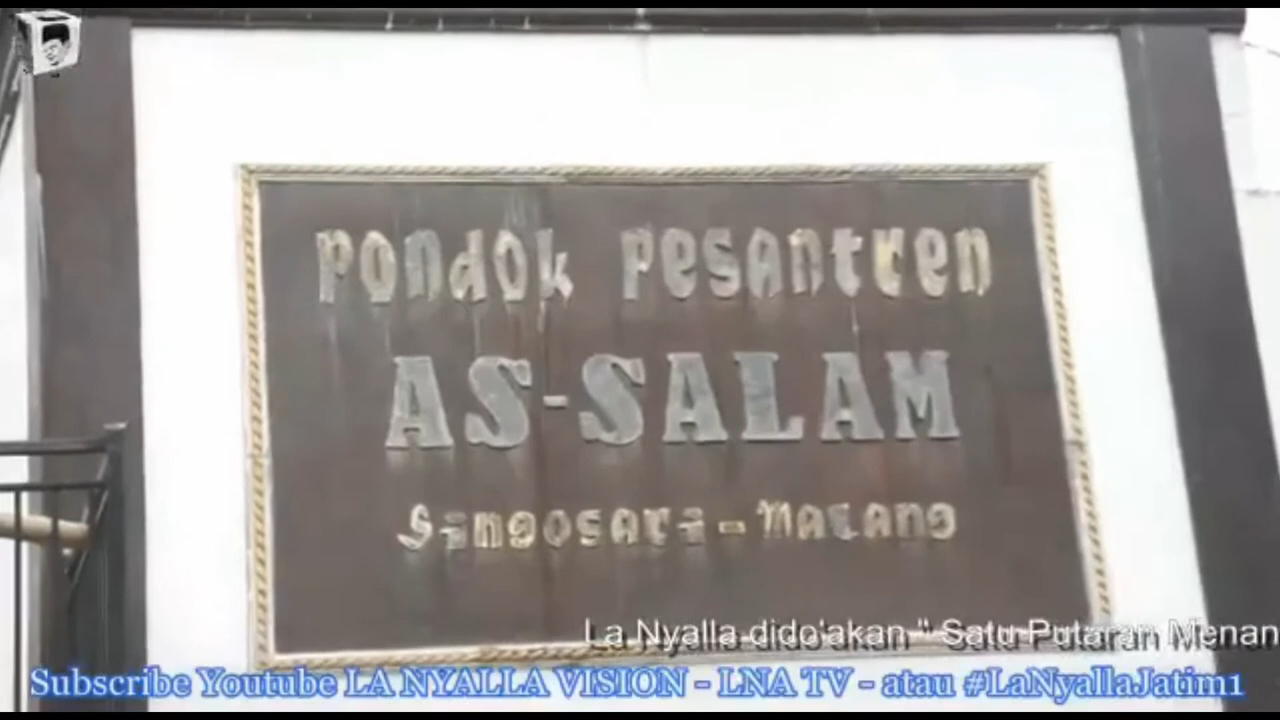 Pondok Pesantren
AS-SALAM
Singosari - Malang
La Nyalla dido'akan " Satu Putaran Menan
Subscribe Youtube LA NYALLA VISION - LNA TV - atau #LaNyallaJatim1